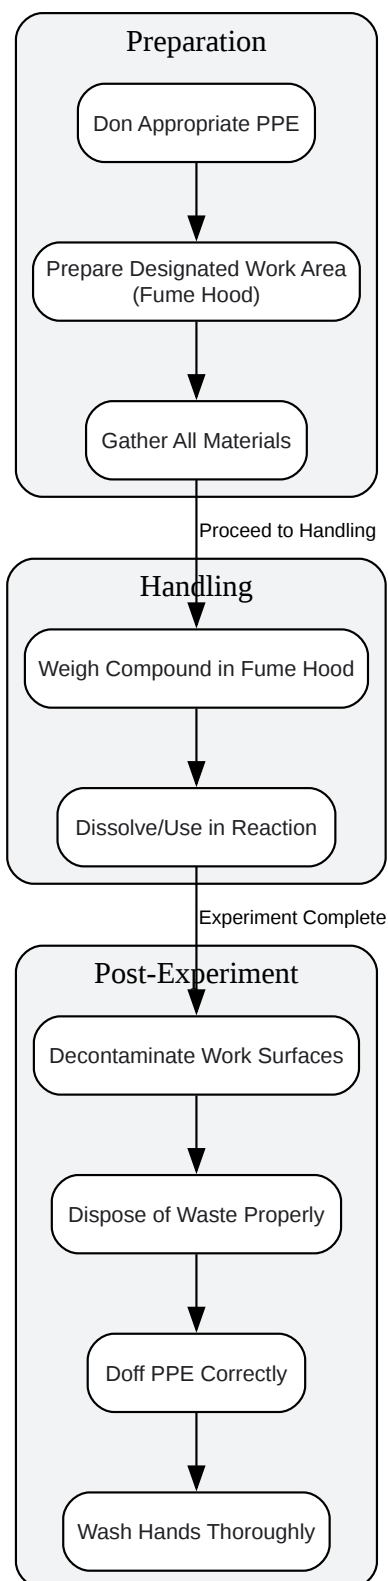 Preparation
Don Appropriate PPE
Prepare Designated Work Area
(Fume Hood)
Gather All Materials
Proceed to Handling
Handling
Weigh Compound in Fume Hood
Dissolve/Use in Reaction
Experiment Complete
Post-Experiment
Decontaminate Work Surfaces
Dispose of Waste Properly
Doff PPE Correctly
Wash Hands Thoroughly